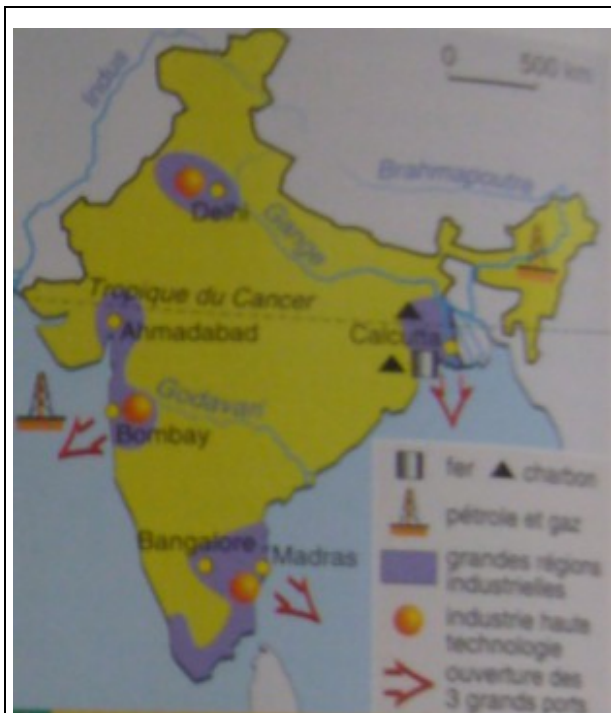 0 500 km
Indus
Brahmapoutre
Delhi
Gange
Tropique du Cancer
Ahmadabad
Calcutta
Godavari
Bombay
Bangalore
Madras
fer charbon
pétrole et gaz
grandes régions
industrielles
industrie haute
technologie
ouverture des
3 grands ports